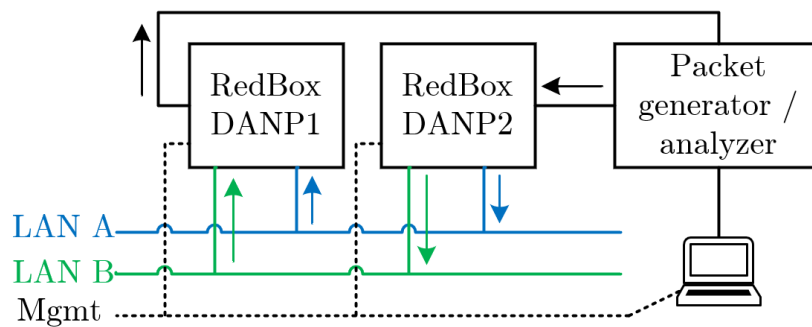 RedBox
DANP1
RedBox
DANP2
Packet
generator /
analyzer
LAN A
LAN B
Mgmt